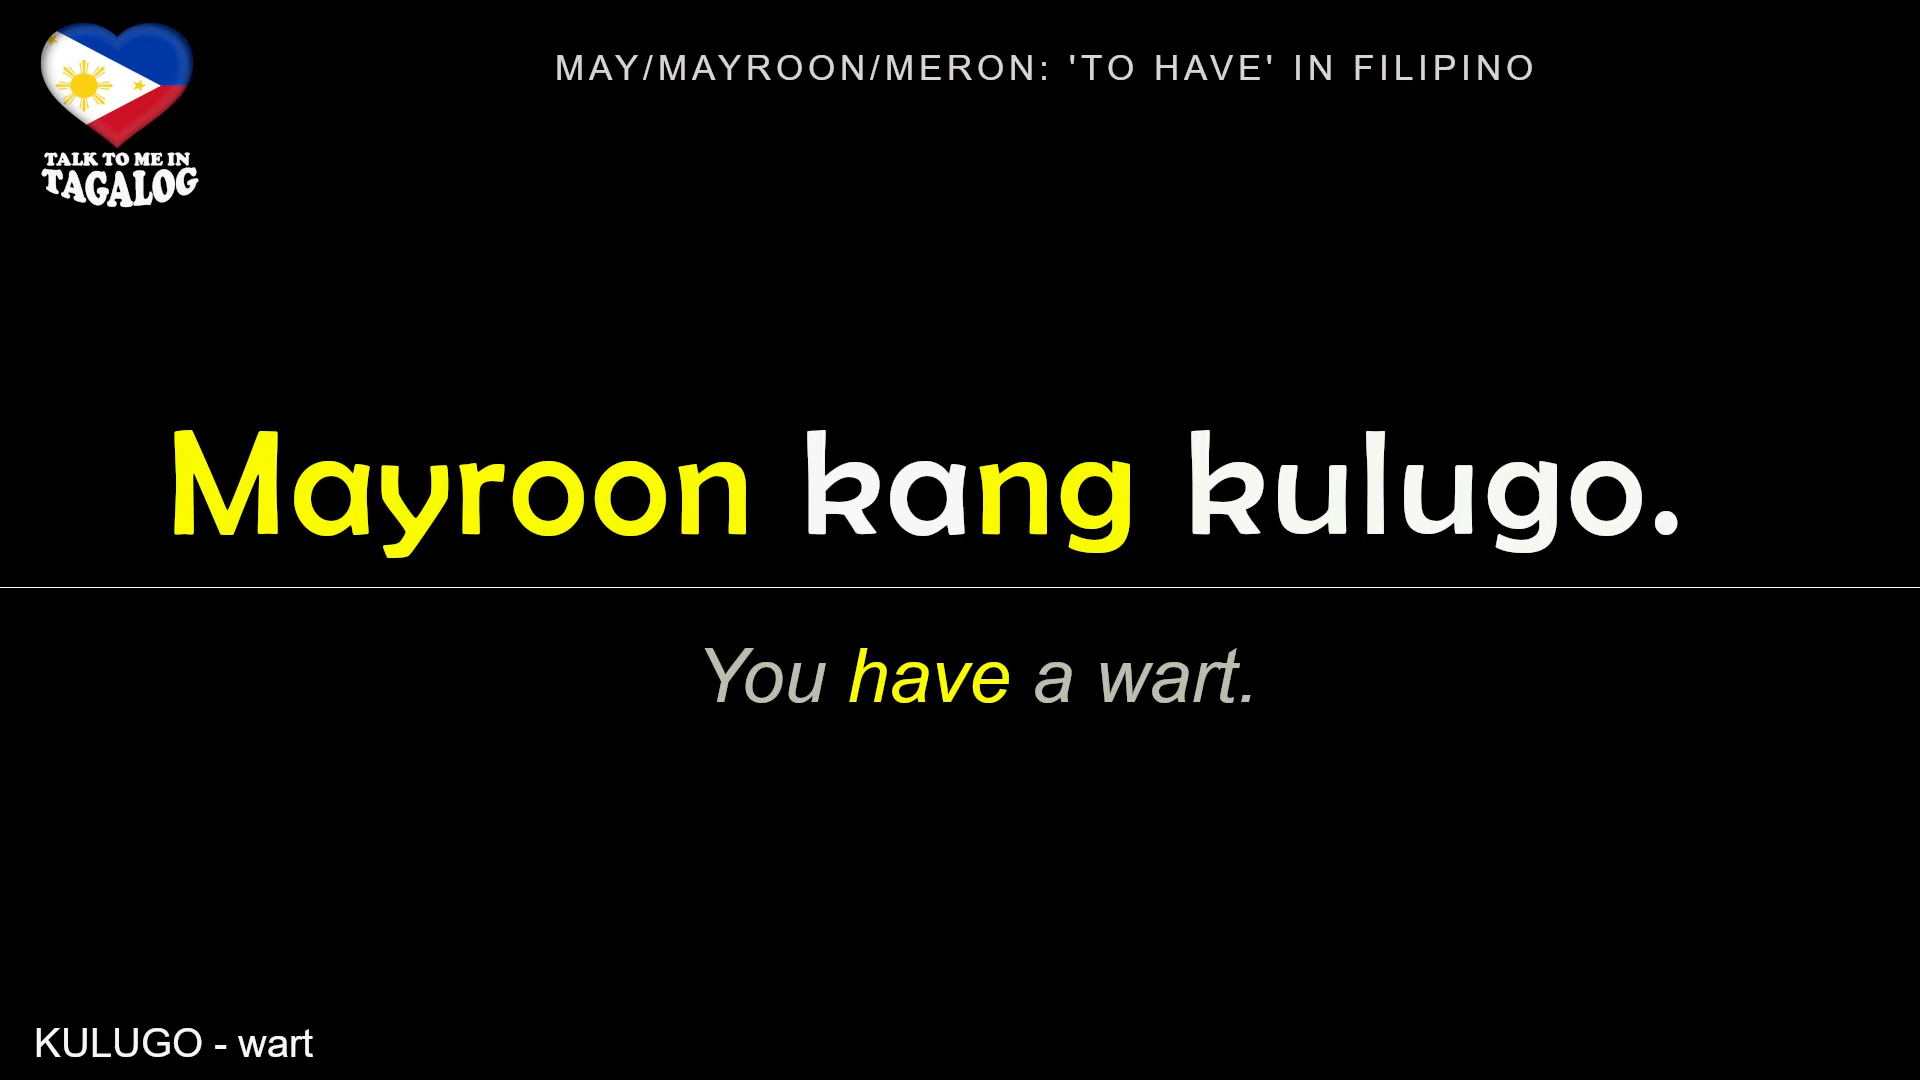 MAY/MAYROON/MERON: 'TO HAVE' IN FILIPINO
TALK TO ME IN
TAGALOG
Mayroon kang kulugo.
You have a wart.
KULUGO - wart